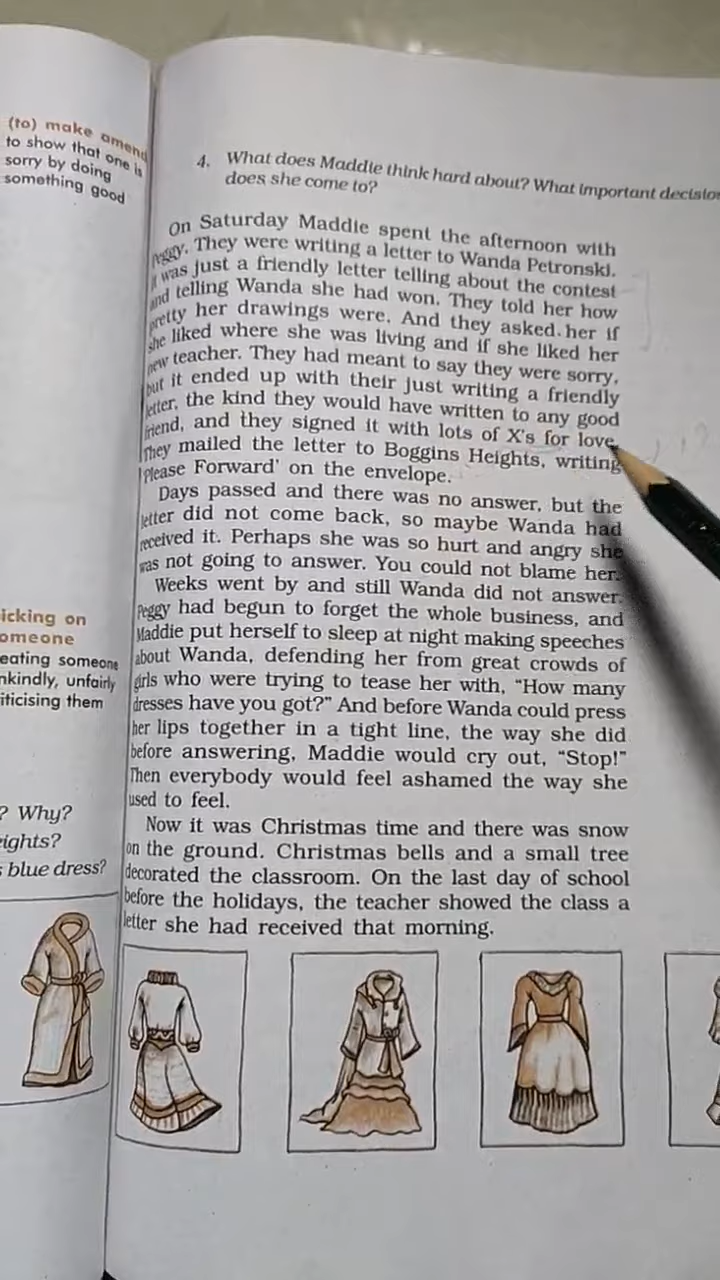 (to) make amend
to show that one is
sorry by doing
something good
icking on
omeone
eating someone
nkindly, unfairly
iticising them
? Why?
eights?
s blue dress?
4. What does Maddie think hard about? What important decisio
does she come to?
On Saturday Maddie spent the afternoon with
Peggy. They were writing a letter to Wanda Petronski.
It was just a friendly letter telling about the contest
and telling Wanda she had won. They told her how
pretty her drawings were. And they asked her if
she liked where she was living and if she liked her
new teacher. They had meant to say they were sorry,
but it ended up with their just writing a friendly
letter, the kind they would have written to any good
friend, and they signed it with lots of X's for love.
They mailed the letter to Boggins Heights, writing
'Please Forward' on the envelope.
Days passed and there was no answer, but the
letter did not come back, so maybe Wanda had
received it. Perhaps she was so hurt and angry she
was not going to answer. You could not blame her.
Weeks went by and still Wanda did not answer.
Peggy had begun to forget the whole business, and
Maddie put herself to sleep at night making speeches
about Wanda, defending her from great crowds of
girls who were trying to tease her with, “How many
dresses have you got?” And before Wanda could press
her lips together in a tight line, the way she did
before answering, Maddie would cry out, “Stop!”
Then everybody would feel ashamed the way she
used to feel.
Now it was Christmas time and there was snow
on the ground. Christmas bells and a small tree
decorated the classroom. On the last day of school
before the holidays, the teacher showed the class a
letter she had received that morning.